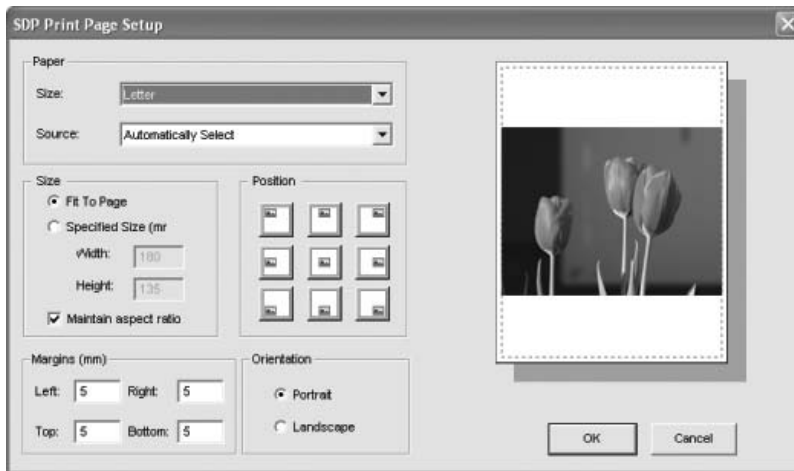 SDP Print Page Setup
Paper
Size:
Letter
Source:
Automatically Select
Size
Fit To Page
Specified Size (mr
Width:
180
Height:
135
Maintain aspect ratio
Position
Margins (mm)
Left: 5 Right: 5
Top: 5 Bottom: 5
Orientation
Portrait
Landscape
OK
Cancel